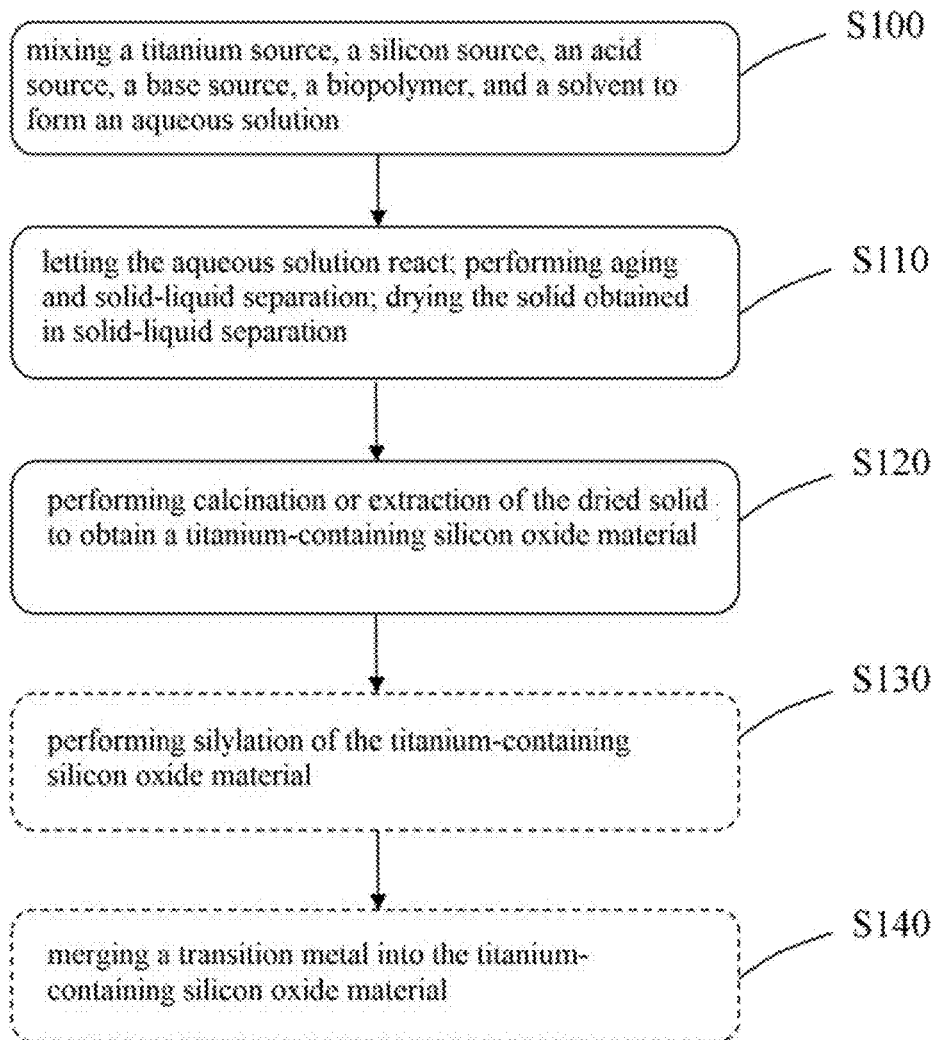 S100
mixing a titanium source, a silicon source, an acid
source, a base source, a biopolymer, and a solvent to
form an aqueous solution
S110
letting the aqueous solution react; performing aging
and solid-liquid separation; drying the solid obtained
in solid-liquid separation
S120
performing calcination or extraction of the dried solid
to obtain a titanium-containing silicon oxide material
S130
performing silylation of the titanium-containing
silicon oxide material
S140
merging a transition metal into the titanium-
containing silicon oxide material